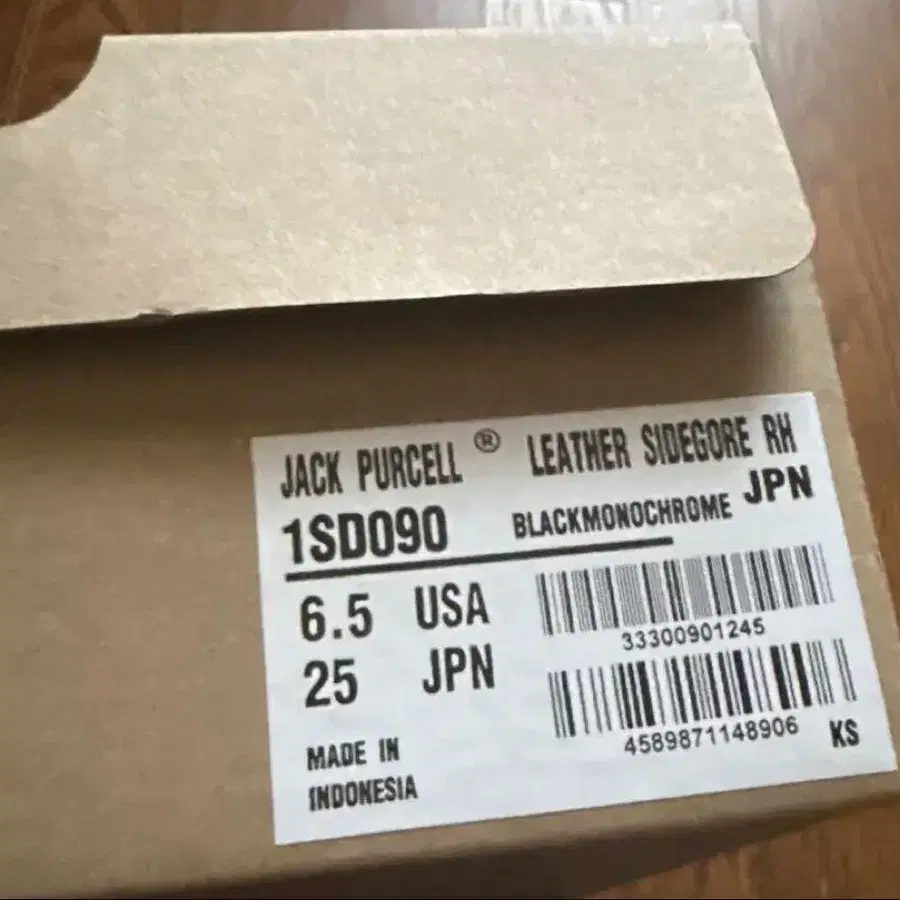 JACK PURCELL® LEATHER SIDEGORE RH
1SD090 BLACKMONOCHROME JPN
6.5 USA
33300901245
25 JPN
4589871148906 KS
MADE IN
INDONESIA